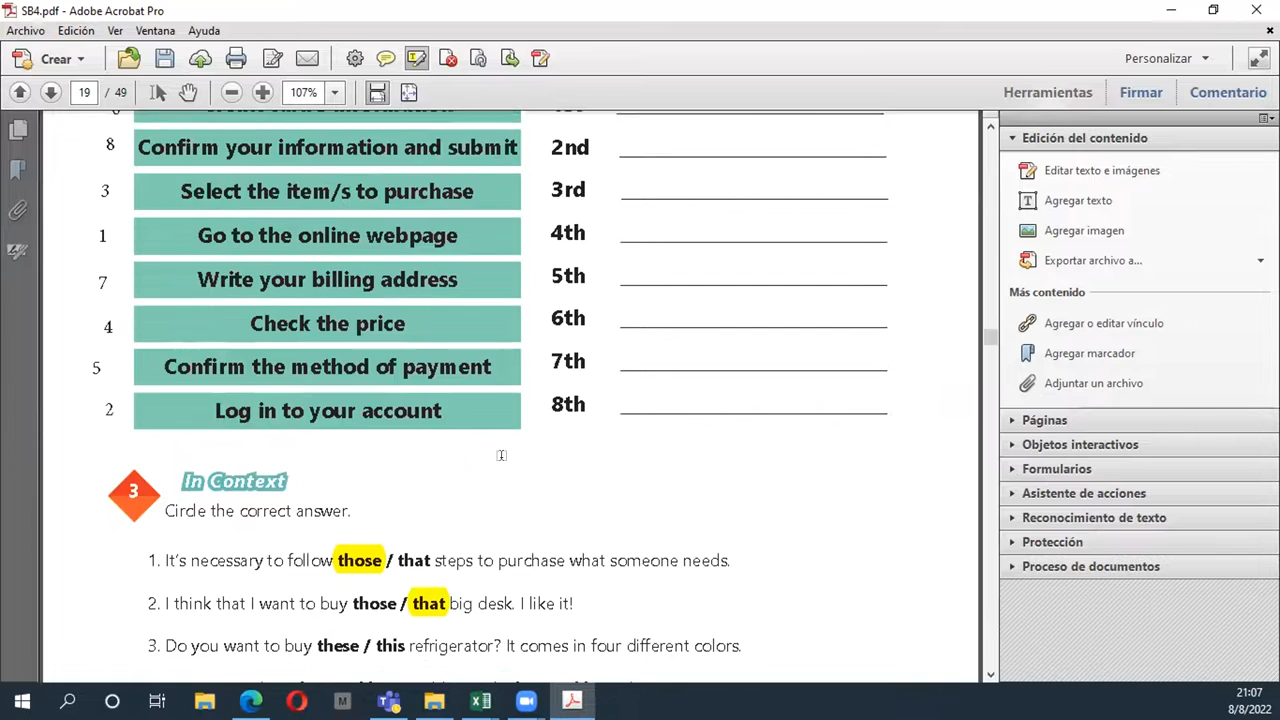 SB4.pdf - Adobe Acrobat Pro
Archivo Edición Ver Ventana Ayuda
Crear
Personalizar
19 / 49
107%
Herramientas Firmar Comentario
8 Confirm your information and submit 2nd
3 Select the item/s to purchase 3rd
1 Go to the online webpage 4th
7 Write your billing address 5th
4 Check the price 6th
5 Confirm the method of payment 7th
2 Log in to your account 8th
3 In Context
Circle the correct answer.
1. It's necessary to follow those / that steps to purchase what someone needs.
2. I think that I want to buy those / that big desk. I like it!
3. Do you want to buy these / this refrigerator? It comes in four different colors.
Edición del contenido
Editar texto e imágenes
Agregar texto
Agregar imagen
Exportar archivo a...
Más contenido
Agregar o editar vínculo
Agregar marcador
Adjuntar un archivo
Páginas
Objetos interactivos
Formularios
Asistente de acciones
Reconocimiento de texto
Protección
Proceso de documentos
21:07
8/8/2022